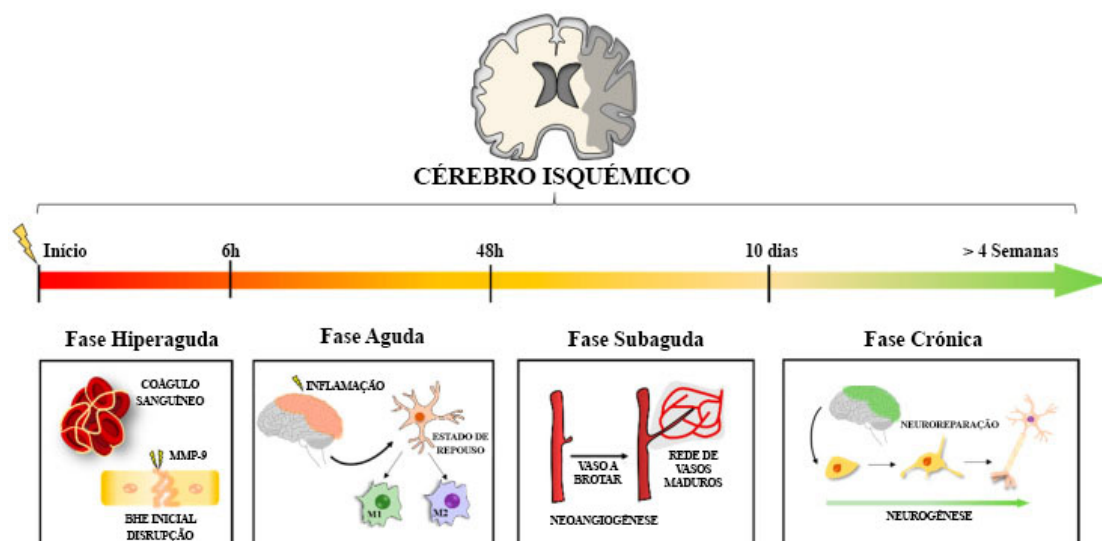 CÉREBRO ISQUÉMICO
Início
6h
48h
10 dias
> 4 Semanas
Fase Hiperaguda
COÁGULO
SANGUÍNEO
MMP-9
BHE INICIAL
DISRUPÇÃO
Fase Aguda
INFLAMAÇÃO
ESTADO DE
REPOUSO
M1
M2
Fase Subaguda
VASO A
BROTAR
REDE DE
VASOS
MADUROS
NEOANGIOGÉNESE
Fase Crónica
NEUROREPARAÇÃO
NEUROGÉNESE